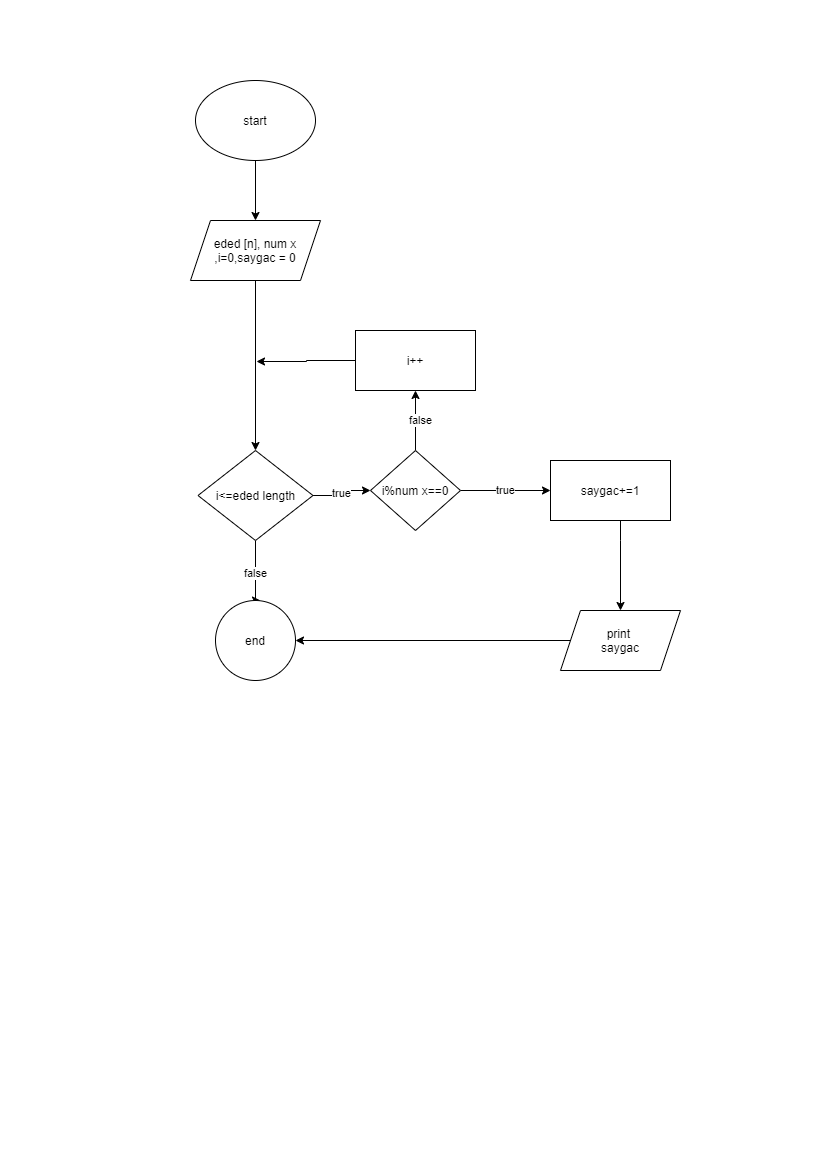 start
eded [n], num x
,i=0,saygac = 0
i++
false
i<=eded length
true
i%num x==0
true
saygac+=1
false
end
print
saygac